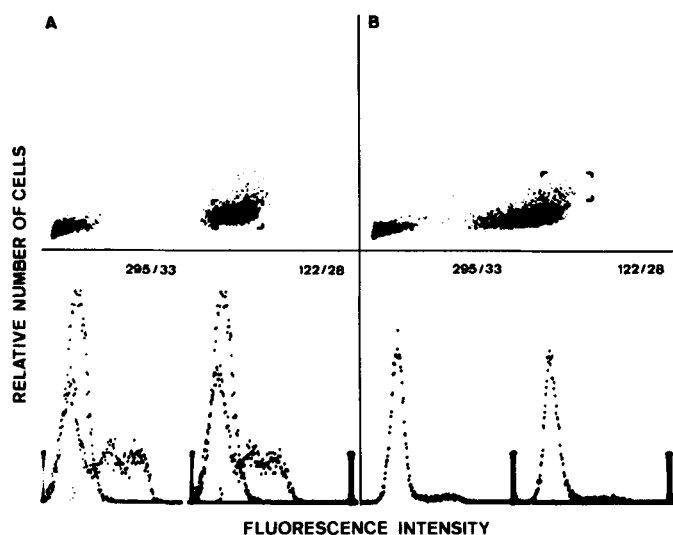 A
B
RELATIVE NUMBER OF CELLS
295/33
122/28
295/33
122/28
FLUORESCENCE INTENSITY